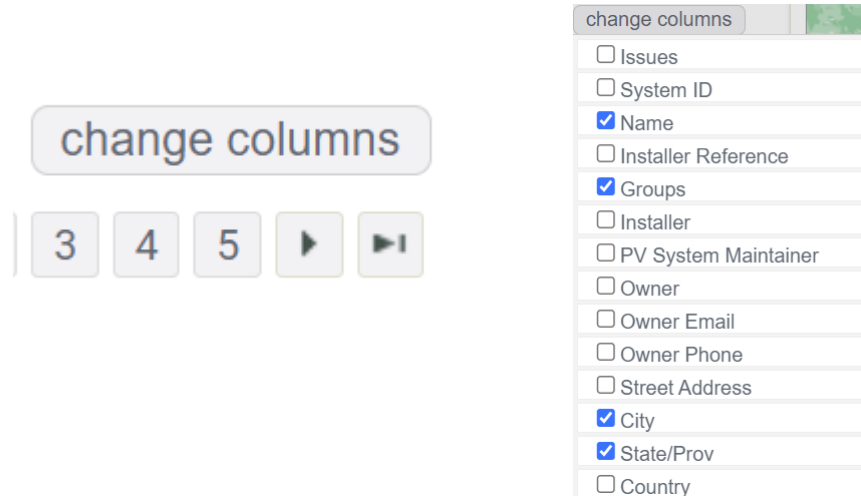 change columns
3 4 5
change columns
Issues
System ID
Name
Installer Reference
Groups
Installer
PV System Maintainer
Owner
Owner Email
Owner Phone
Street Address
City
State/Prov
Country